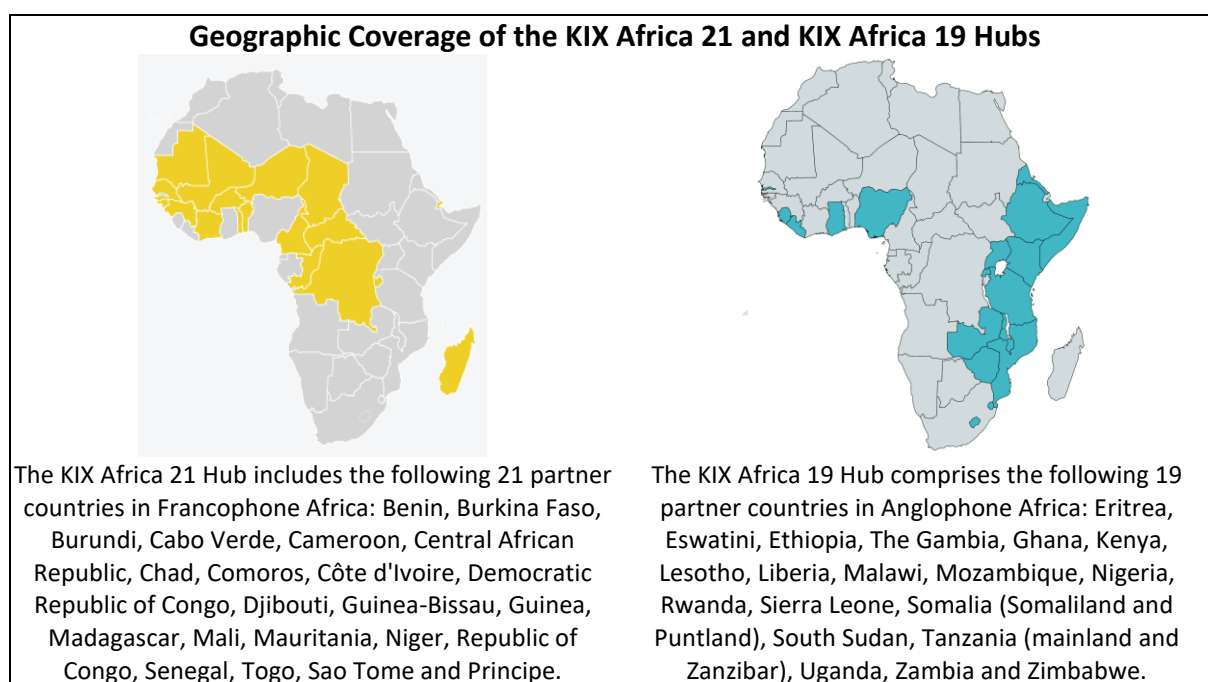 Geographic Coverage of the KIX Africa 21 and KIX Africa 19 Hubs
The KIX Africa 21 Hub includes the following 21 partner
countries in Francophone Africa: Benin, Burkina Faso,
Burundi, Cabo Verde, Cameroon, Central African
Republic, Chad, Comoros, Côte d'Ivoire, Democratic
Republic of Congo, Djibouti, Guinea-Bissau, Guinea,
Madagascar, Mali, Mauritania, Niger, Republic of
Congo, Senegal, Togo, Sao Tome and Principe.
The KIX Africa 19 Hub comprises the following 19
partner countries in Anglophone Africa: Eritrea,
Eswatini, Ethiopia, The Gambia, Ghana, Kenya,
Lesotho, Liberia, Malawi, Mozambique, Nigeria,
Rwanda, Sierra Leone, Somalia (Somaliland and
Puntland), South Sudan, Tanzania (mainland and
Zanzibar), Uganda, Zambia and Zimbabwe.